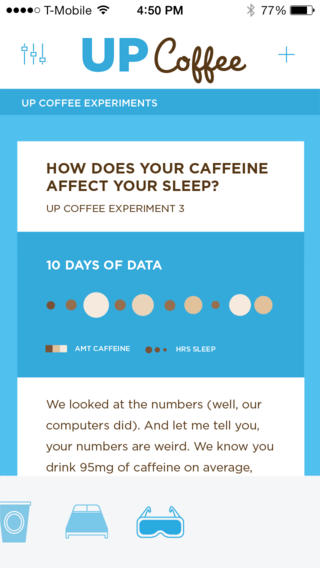 T-Mobile 4:50 PM 77%
UP Coffee
UP COFFEE EXPERIMENTS
HOW DOES YOUR CAFFEINE
AFFECT YOUR SLEEP?
UP COFFEE EXPERIMENT 3
10 DAYS OF DATA
AMT CAFFEINE HRS SLEEP
We looked at the numbers (well, our
computers did). And let me tell you,
your numbers are weird. We know you
drink 95mg of caffeine on average,